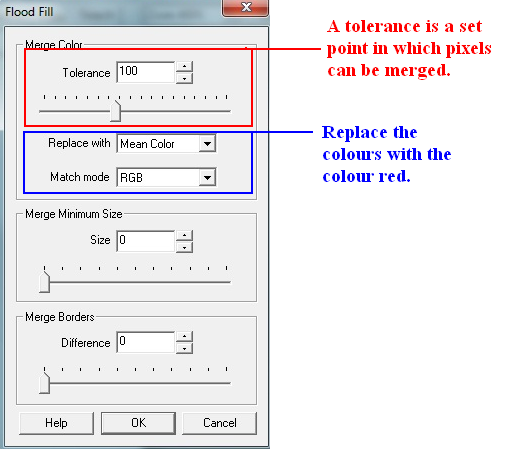 Flood Fill
Merge Color
Tolerance 100
Replace with Mean Color
Match mode RGB
Merge Minimum Size
Size 0
Merge Borders
Difference 0
Help OK Cancel
A tolerance is a set
point in which pixels
can be merged.
Replace the
colours with the
colour red.